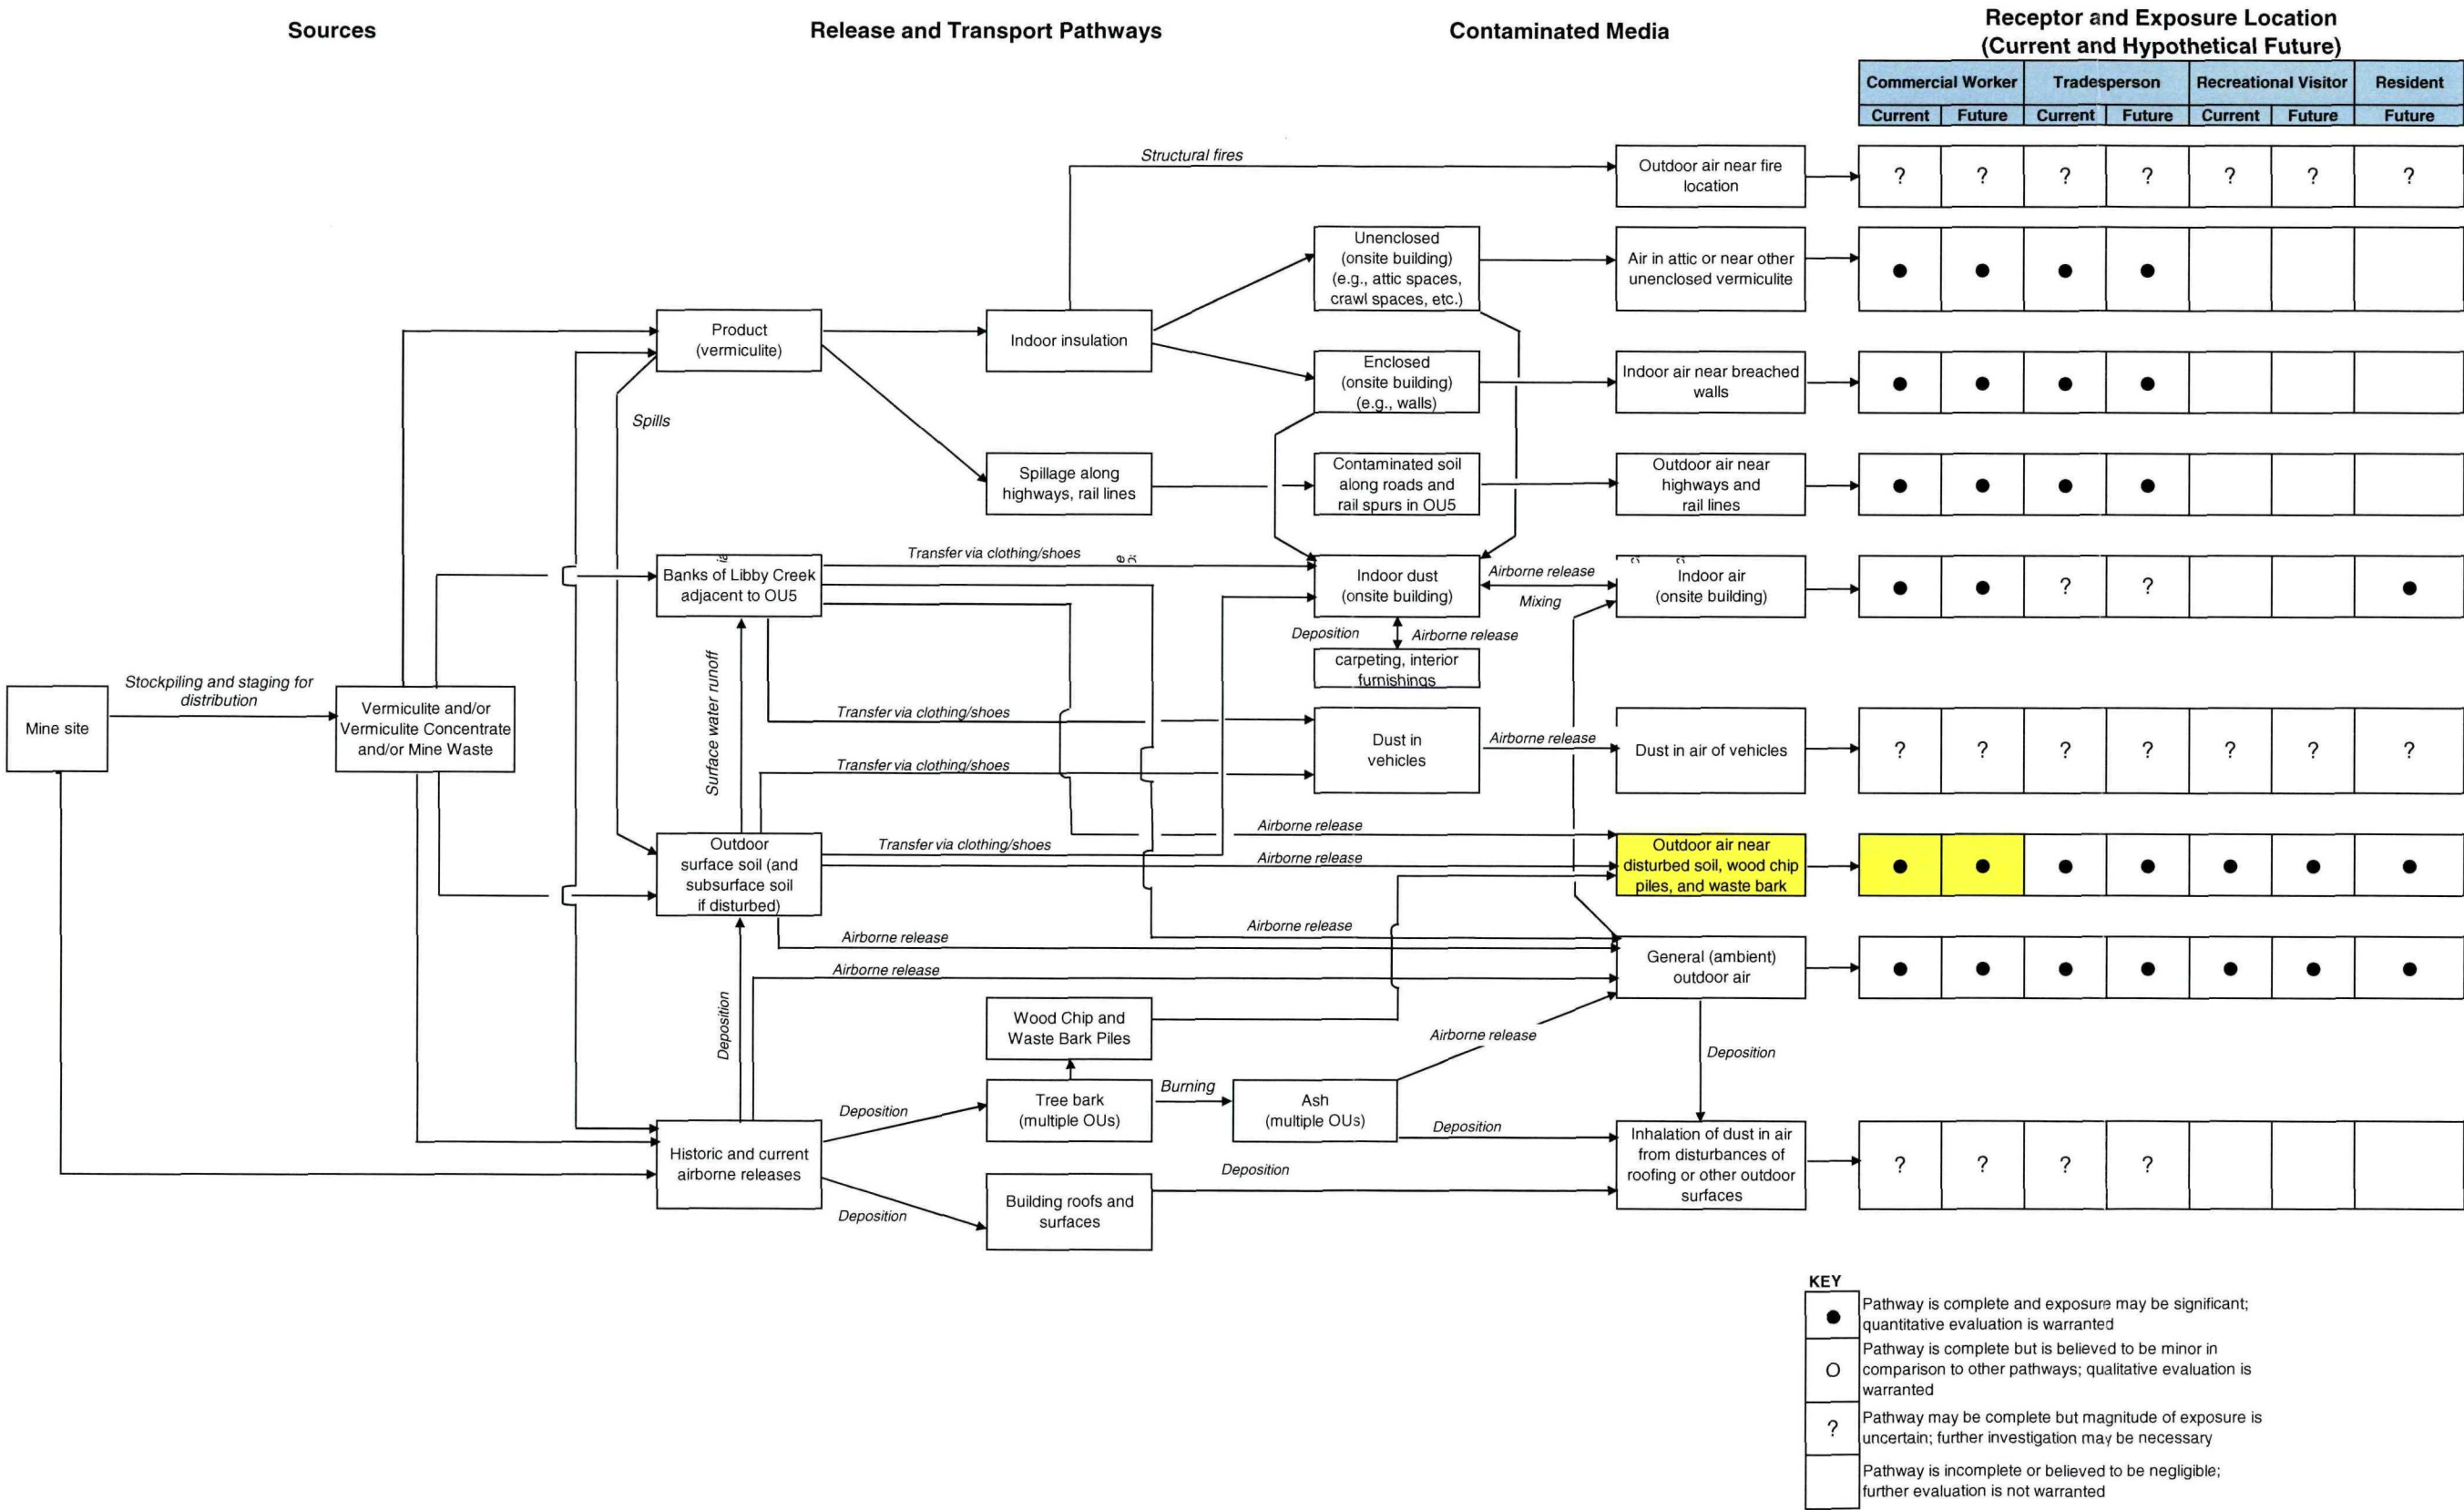 Sources
Release and Transport Pathways
Contaminated Media
Receptor and Exposure Location
(Current and Hypothetical Future)
Commercial Worker
Tradesperson
Recreational Visitor
Resident
Current
Future
Current
Future
Current
Future
Future
Structural fires
Outdoor air near fire
location
? ? ? ? ? ? ?
Unenclosed
(onsite building)
(e.g., attic spaces,
crawl spaces, etc.)
Air in attic or near other
unenclosed vermiculite
● ● ● ●
Product
(vermiculite)
Indoor insulation
Enclosed
(onsite building)
(e.g., walls)
Indoor air near breached
walls
● ● ● ●
Spills
Spillage along
highways, rail lines
Contaminated soil
along roads and
rail spurs in OU5
Outdoor air near
highways and
rail lines
● ● ● ●
Banks of Libby Creek
adjacent to OU5
Transfer via clothing/shoes
Indoor dust
(onsite building)
Airborne release
Mixing
Indoor air
(onsite building)
● ● ? ? ●
Deposition
Airborne release
carpeting, interior
furnishings
Mine site
Stockpiling and staging for
distribution
Vermiculite and/or
Vermiculite Concentrate
and/or Mine Waste
Surface water runoff
Transfer via clothing/shoes
Transfer via clothing/shoes
Dust in
vehicles
Airborne release
Dust in air of vehicles
? ? ? ? ? ? ?
Outdoor
surface soil (and
subsurface soil
if disturbed)
Transfer via clothing/shoes
Airborne release
Airborne release
Outdoor air near
disturbed soil, wood chip
piles, and waste bark
● ● ● ● ● ● ●
Airborne release
Airborne release
Airborne release
General (ambient)
outdoor air
● ● ● ● ● ● ●
Deposition
Wood Chip and
Waste Bark Piles
Airborne release
Deposition
Historic and current
airborne releases
Deposition
Tree bark
(multiple OUs)
Burning
Ash
(multiple OUs)
Deposition
Inhalation of dust in air
from disturbances of
roofing or other outdoor
surfaces
? ? ? ?
Deposition
Building roofs and
surfaces
Deposition
KEY
● Pathway is complete and exposure may be significant;
quantitative evaluation is warranted
O Pathway is complete but is believed to be minor in
comparison to other pathways; qualitative evaluation is
warranted
? Pathway may be complete but magnitude of exposure is
uncertain; further investigation may be necessary
Pathway is incomplete or believed to be negligible;
further evaluation is not warranted